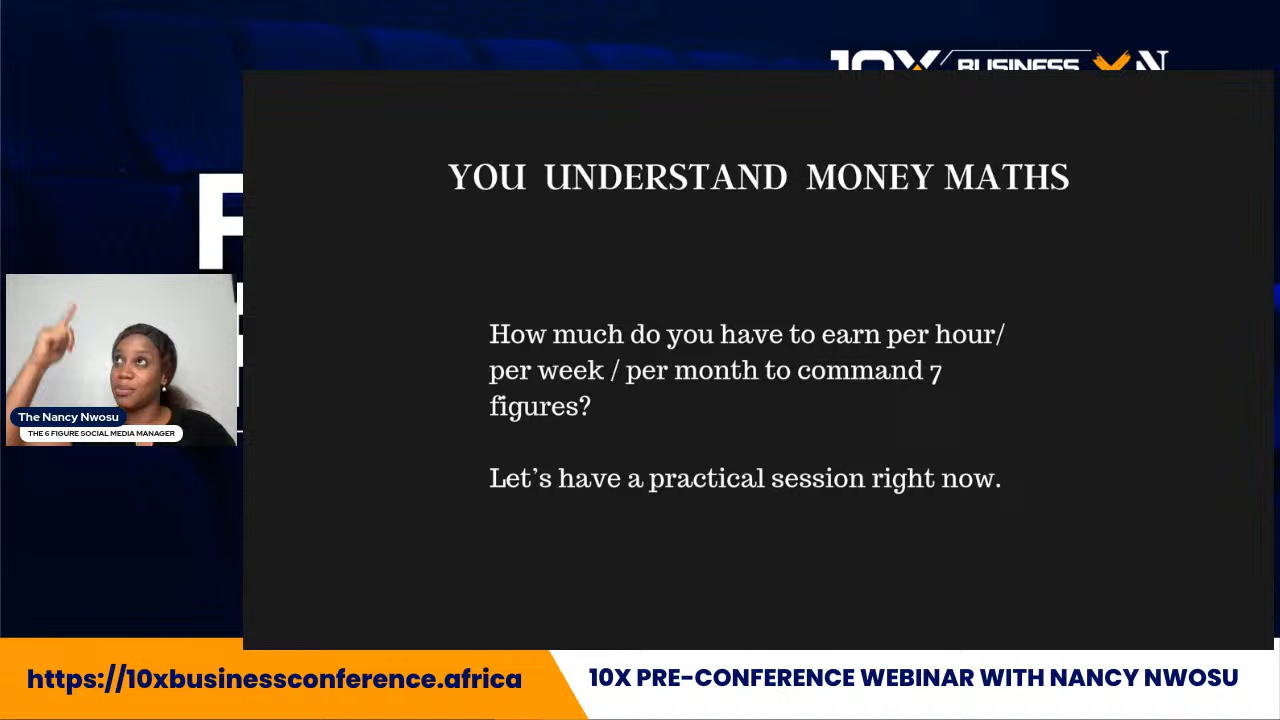 10X BUSINESS
YOU UNDERSTAND MONEY MATHS
How much do you have to earn per hour/
per week / per month to command 7
figures?
Let's have a practical session right now.
The Nancy Nwosu
THE 6 FIGURE SOCIAL MEDIA MANAGER
https://10xbusinessconference.africa
10X PRE-CONFERENCE WEBINAR WITH NANCY NWOSU